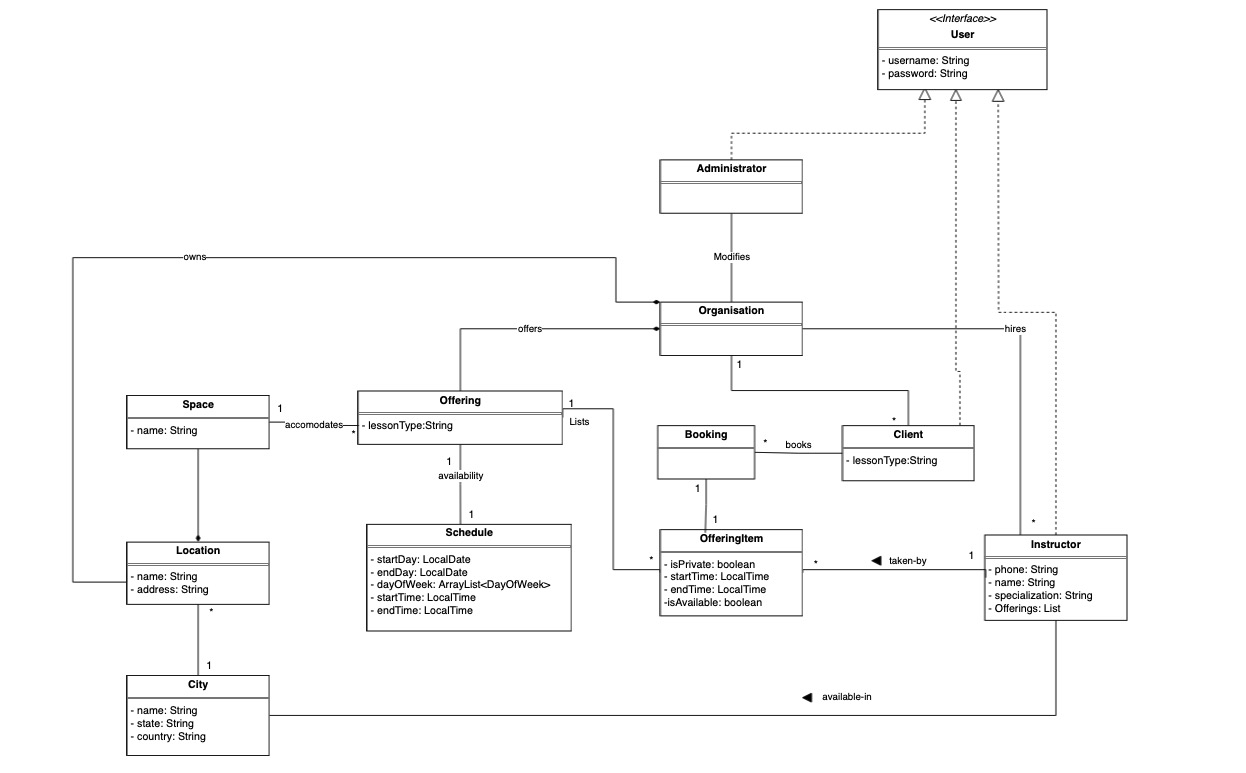 <<Interface>>
User
- username: String
- password: String
Administrator
Modifies
owns
Organisation
offers
hires
1
Space
- name: String
1
accomodates
*
Offering
- lessonType:String
1
Lists
*
Client
- lessonType:String
Booking
*
books
1
availability
1
Schedule
- startDay: LocalDate
- endDay: LocalDate
- dayOfWeek: ArrayList<DayOfWeek>
- startTime: LocalTime
- endTime: LocalTime
1
1
OfferingItem
- isPrivate: boolean
- startTime: LocalTime
- endTime: LocalTime
-isAvailable: boolean
*
*
taken-by
1
*
Instructor
- phone: String
- name: String
- specialization: String
- Offerings: List
Location
- name: String
- address: String
*
1
City
- name: String
- state: String
- country: String
available-in